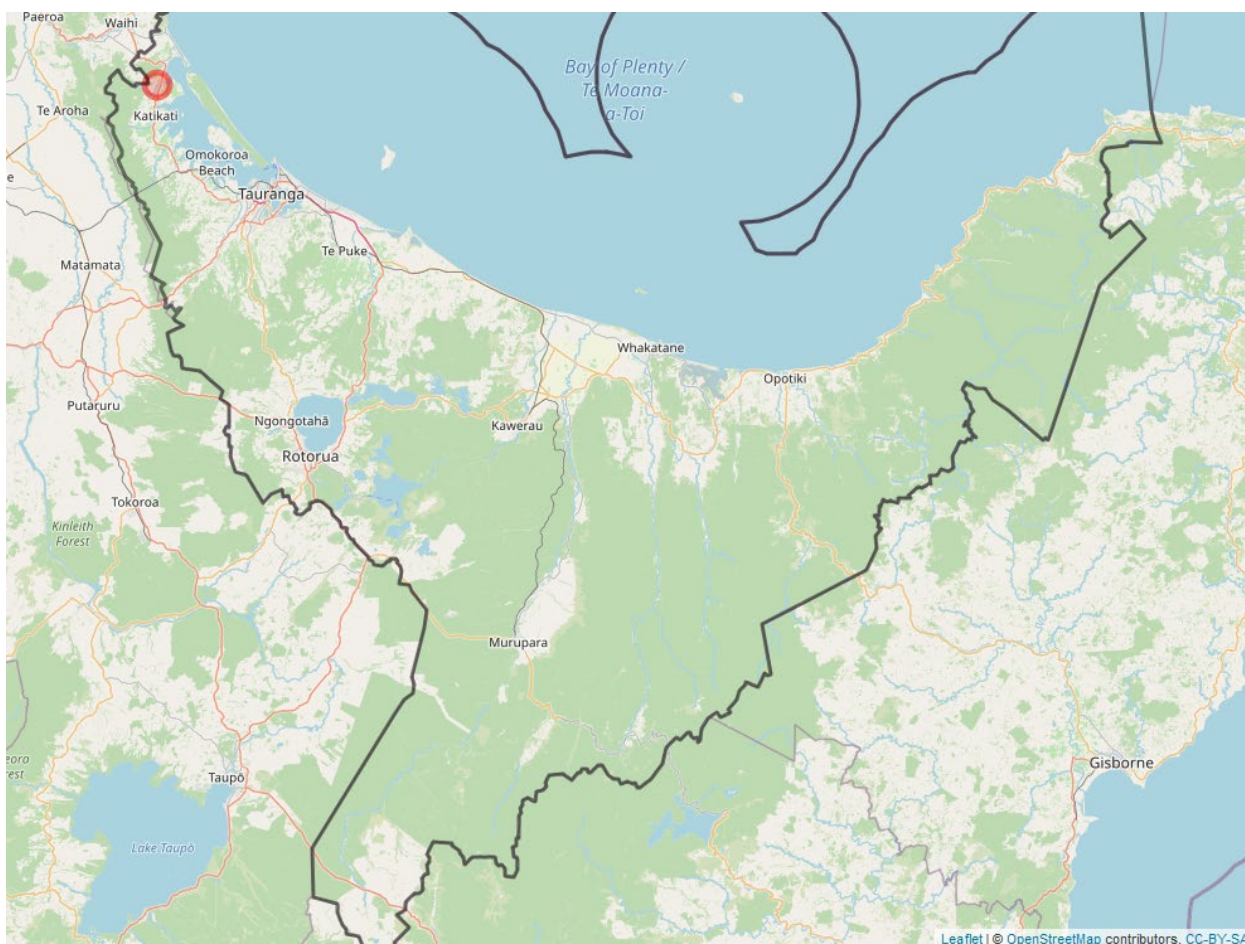 Paeroa
Waihi
Bay of Plenty /
Te Moana-
a-Toi
Te Aroha
Katikati
Omokoroa
Beach
Tauranga
Te Puke
Matamata
Whakatane
Opotiki
Putaruru
Ngongotahā
Kawerau
Rotorua
Tokoroa
Kinleith
Forest
Murupara
Gisborne
Taupō
Lake Taupō
Leaflet | © OpenStreetMap contributors, CC-BY-SA